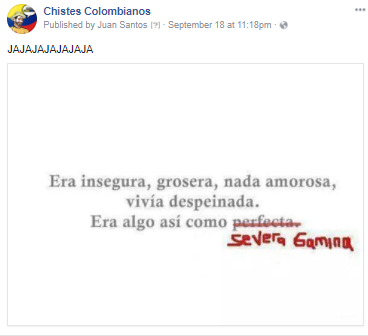 Chistes Colombianos
Published by Juan Santos [?] · September 18 at 11:18pm ·
JAJAJAJAJAJAJA
Era insegura, grosera, nada amorosa,
vivía despeinada.
Era algo así como perfecta.
severa Gamina